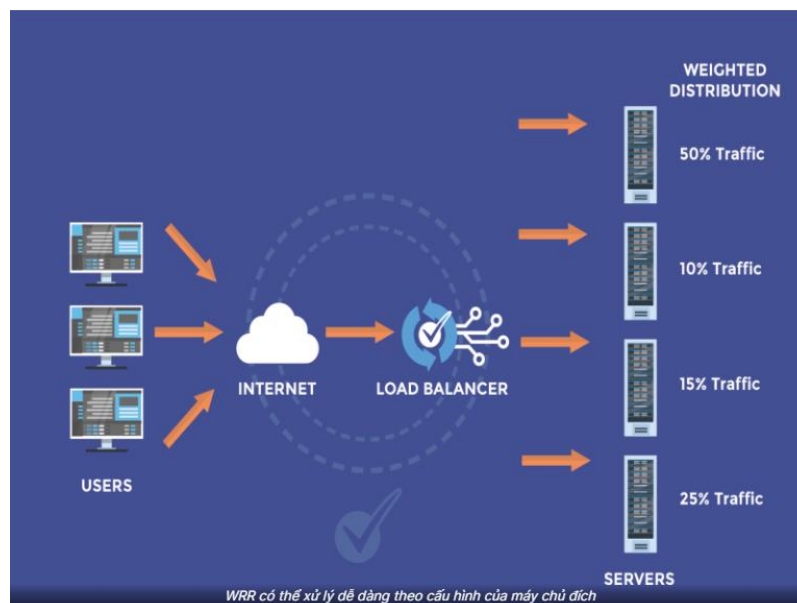 WEIGHTED
DISTRIBUTION
50% Traffic
10% Traffic
INTERNET
LOAD BALANCER
15% Traffic
USERS
25% Traffic
SERVERS
WRR có thể xử lý dễ dàng theo cấu hình của máy chủ đích